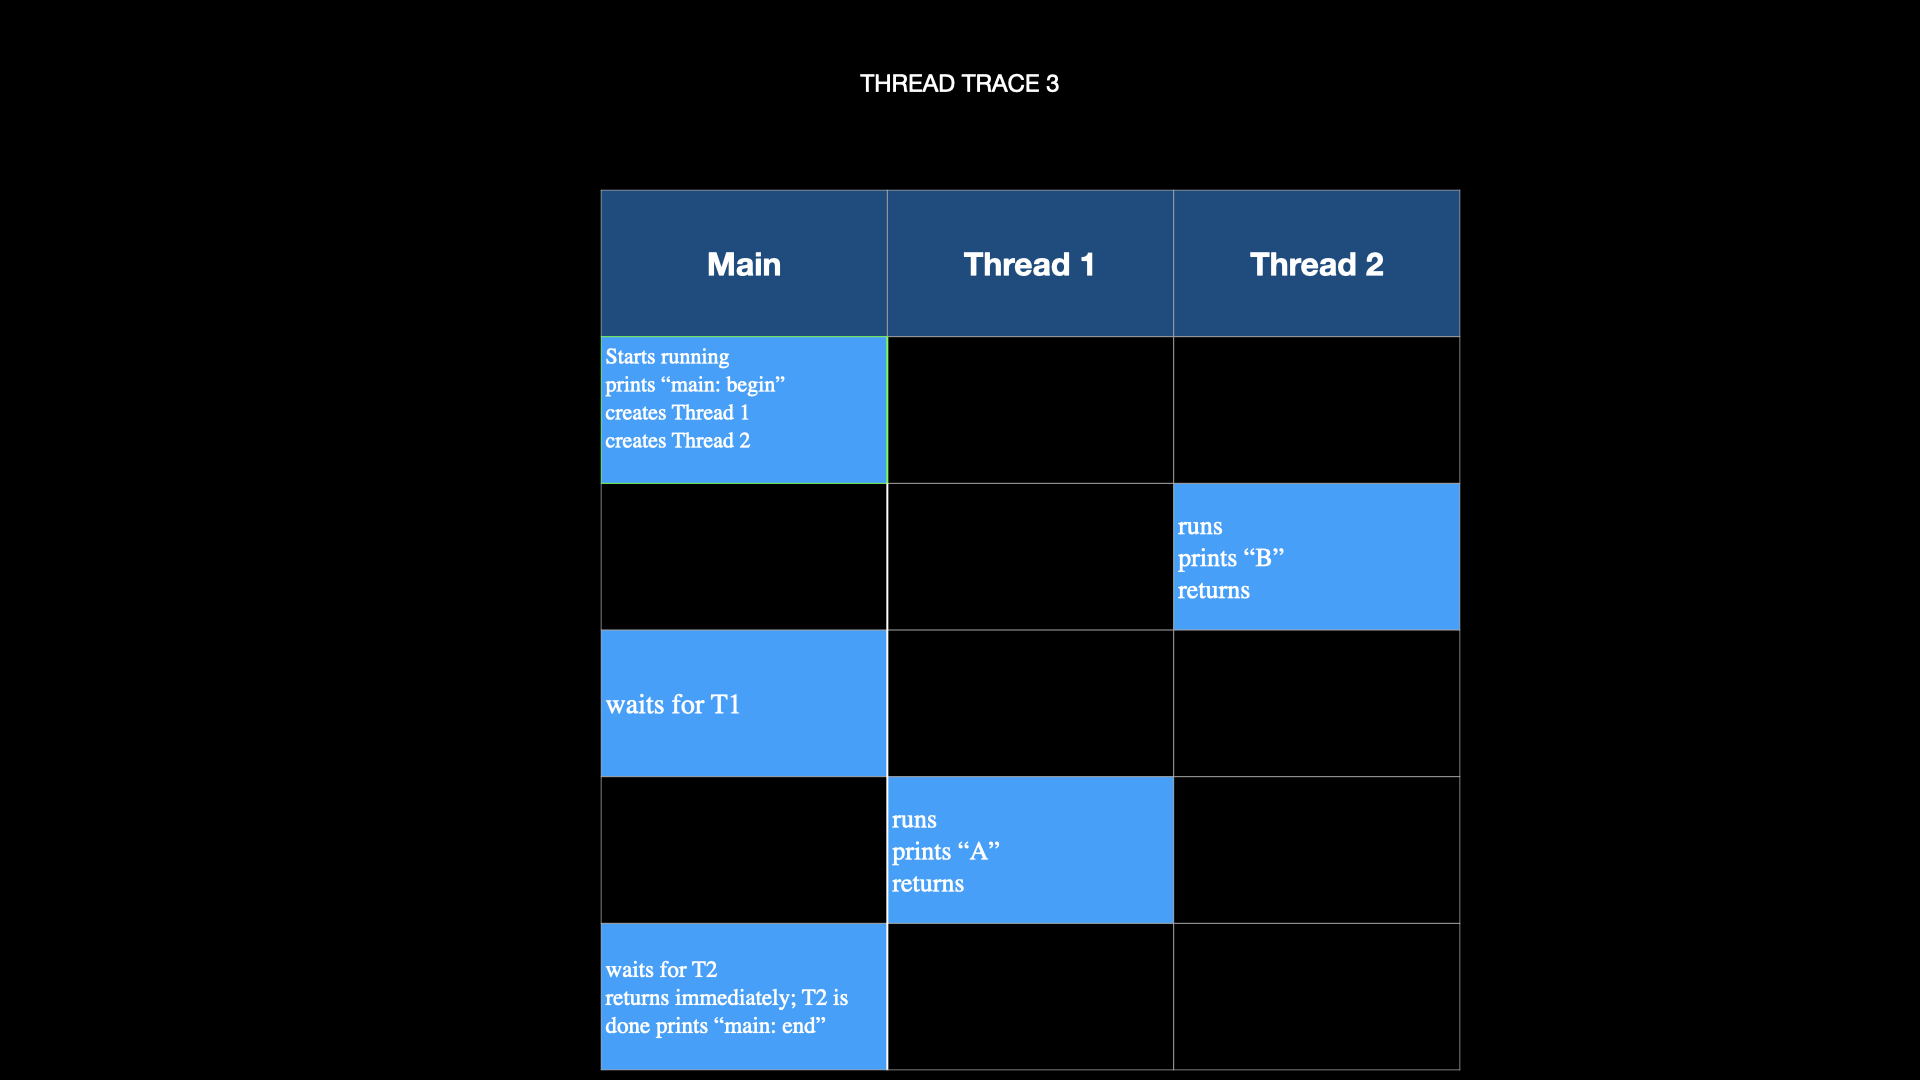 THREAD TRACE 3
Main
Thread 1
Thread 2
Starts running
prints “main: begin”
creates Thread 1
creates Thread 2
runs
prints “B”
returns
waits for T1
runs
prints “A”
returns
waits for T2
returns immediately; T2 is
done prints “main: end”